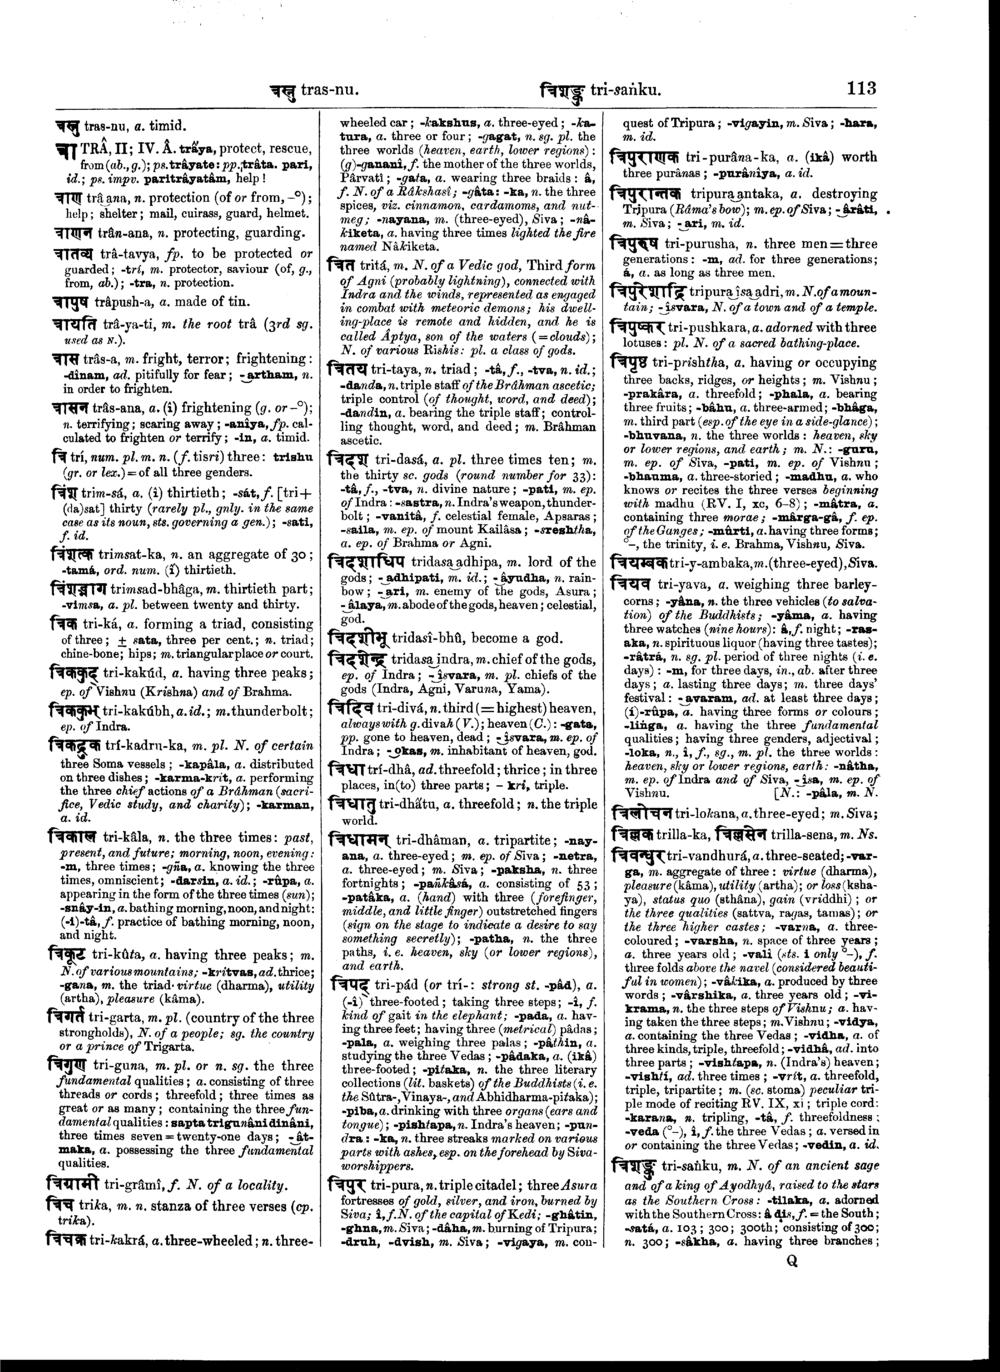 त्रस्नु tras-nu.
त्रिशङ्कु tri-saṅku.
113
त्रस्नु tras-nu, a. timid.
त्रा TRÂ, II; IV. Â. trā́ya, protect, rescue,
from (ab., g.); ps. trâyate: pp. trâta. pari,
id.; ps. impv. paritrâyatâm, help!
त्राण trâ̱ana, n. protection (of or from, -°);
help; shelter; mail, cuirass, guard, helmet.
त्राणन trân-ana, n. protecting, guarding.
त्रातव्य trâ-tavya, fp. to be protected or
guarded; -trí, m. protector, saviour (of, g.,
from, ab.); -tra, n. protection.
त्रापुष trâpush-a, a. made of tin.
त्रायति trâ-ya-ti, m. the root trâ (3rd sg.
used as N.).
त्रास trâs-a, m. fright, terror; frightening:
-dînam, ad. pitifully for fear; -̱artham, n.
in order to frighten.
त्रासन trâs-ana, a. (î) frightening (g. or -°);
n. terrifying; scaring away; -anîya, fp. cal-
culated to frighten or terrify; -in, a. timid.
त्रि trí, num. pl. m. n. (f. tisri) three: trishu
(gr. or lex.) = of all three genders.
त्रिंश trims-á, a. (î) thirtieth; -sát, f. [tri +
(da)sat] thirty (rarely pl., gnly. in the same
case as its noun, sts. governing a gen.); -sati,
f. id.
त्रिंशत्क trimsat-ka, n. an aggregate of 30;
-tamá, ord. num. (î) thirtieth.
त्रिंशद्भाग trimsad-bhâga, m. thirtieth part;
-vimsa, a. pl. between twenty and thirty.
त्रिक tri-ká, a. forming a triad, consisting
of three; ± sata, three per cent.; n. triad;
chine-bone; hips; m. triangular place or court.
त्रिककुद् tri-kakúd, a. having three peaks;
ep. of Vishnu (Krishna) and of Brahma.
त्रिककुभ् tri-kakúbh, a. id.; m. thunderbolt;
ep. of Indra.
त्रिकद्रुक trí-kadru-ka, m. pl. N. of certain
three Soma vessels; -kapâla, a. distributed
on three dishes; -karma-krit, a. performing
the three chief actions of a Brâhman (sacri-
fice, Vedic study, and charity); -karman,
a. id.
त्रिकाल tri-kâla, n. the three times: past,
present, and future; morning, noon, evening:
-m, three times; -gña, a. knowing the three
times, omniscient; -darsin, a. id.; -rûpa, a.
appearing in the form of the three times (sun);
-snây-in, a. bathing morning, noon, and night:
(-i)-tâ, f. practice of bathing morning, noon,
and night.
त्रिकूट tri-kûta, a. having three peaks; m.
N. of various mountains; -kritvas, ad. thrice;
-gana, m. the triad virtue (dharma), utility
(artha), pleasure (kâma).
त्रिगर्त tri-garta, m. pl. (country of the three
strongholds), N. of a people; sg. the country
or a prince of Trigarta.
त्रिगुण tri-guna, m. pl. or n. sg. the three
fundamental qualities; a. consisting of three
threads or cords; threefold; three times as
great or as many; containing the three fun-
damental qualities: sapta trigunâni dinâni,
three times seven = twenty-one days; -̱ât-
maka, a. possessing the three fundamental
qualities.
त्रिग्रामी tri-grâmî, f. N. of a locality.
त्रिच trika, m. n. stanza of three verses (cp.
trika).
त्रिचक्र tri-kakrá, a. three-wheeled; n. three-
wheeled car; -kakshus, a. three-eyed; -ka-
tura, a. three or four; -gagat, n. sg. pl. the
three worlds (heaven, earth, lower regions):
(g)-gananî, f. the mother of the three worlds,
Pârvatî; -gata, a. wearing three braids: â,
f. N. of a Râkshasî; -gâta: -ka, n. the three
spices, viz. cinnamon, cardamoms, and nut-
meg; -nayana, m. (three-eyed), Siva; -nâ-
kiketa, a. having three times lighted the fire
named Nâkiketa.
त्रित tritá, m. N. of a Vedic god, Third form
of Agni (probably lightning), connected with
Indra and the winds, represented as engaged
in combat with meteoric demons; his dwell-
ing-place is remote and hidden, and he is
called Âptya, son of the waters (= clouds);
N. of various Rishis: pl. a class of gods.
त्रितय tri-taya, n. triad; -tâ, f., -tva, n. id.;
-danda, n. triple staff of the Brâhman ascetic;
triple control (of thought, word, and deed);
-dandin, a. bearing the triple staff; control-
ling thought, word, and deed; m. Brâhman
ascetic.
त्रिदश tri-dasá, a. pl. three times ten; m.
the thirty sc. gods (round number for 33):
-tâ, f., -tva, n. divine nature; -pati, m. ep.
of Indra: -sastra, n. Indra's weapon, thunder-
bolt; -vanitâ, f. celestial female, Apsaras;
-saila, m. ep. of mount Kailâsa; -sreshtha,
a. ep. of Brahma or Agni.
त्रिदशाधिप tridasa̱adhipa, m. lord of the
gods; -̱adhipati, m. id.; -̱âyudha, n. rain-
bow; -̱ari, m. enemy of the gods, Asura;
-̱âlaya, m. abode of the gods, heaven; celestial,
god.
त्रिदशीभू tridasî-bhû, become a god.
त्रिदशेन्द्र tridasa̱indra, m. chief of the gods,
ep. of Indra; -̱îsvara, m. pl. chiefs of the
gods (Indra, Agni, Varuna, Yama).
त्रिदिव tri-divá, n. third (= highest) heaven,
always with g. divah (V.); heaven (C.): -gata,
pp. gone to heaven, dead; -̱îsvara, m. ep. of
Indra; -̱okas, m. inhabitant of heaven, god.
त्रिधा trí-dhâ, ad. threefold; thrice; in three
places, in(to) three parts; – kri, triple.
त्रिधातु tri-dhā́tu, a. threefold; n. the triple
world.
त्रिधामन् tri-dhâman, a. tripartite; -nay-
ana, a. three-eyed; m. ep. of Siva; -netra,
a. three-eyed; m. Siva; -paksha, n. three
fortnights; -pañkâsá, a. consisting of 53;
-patâka, a. (hand) with three (forefinger,
middle, and little finger) outstretched fingers
(sign on the stage to indicate a desire to say
something secretly); -patha, n. the three
paths, i. e. heaven, sky (or lower regions),
and earth.
त्रिपद् tri-pád (or trí-: strong st. -pâd), a.
(-î) three-footed; taking three steps; -î, f.
kind of gait in the elephant; -pada, a. hav-
ing three feet; having three (metrical) pâdas;
-pala, a. weighing three palas; -pâthin, a.
studying the three Vedas; -pâdaka, a. (ikâ)
three-footed; -pitaka, n. the three literary
collections (lit. baskets) of the Buddhists (i. e.
the Sûtra-, Vinaya-, and Abhidharma-pitaka);
-piba, a. drinking with three organs (ears and
tongue); -pishtapa, n. Indra's heaven; -pun-
dra: -ka, n. three streaks marked on various
parts with ashes, esp. on the forehead by Siva-
worshippers.
त्रिपुर tri-pura, n. triple citadel; three Asura
fortresses of gold, silver, and iron, burned by
Siva; î, f. N. of the capital of Kedi; -ghâtin,
-ghna, m. Siva; -dâha, m. burning of Tripura;
-druh, -dvish, m. Siva; -vigaya, m. con-
quest of Tripura; -vigayin, m. Siva; -hara,
m. id.
त्रिपुराणक tri-purâna-ka, a. (ikâ) worth
three purânas; -purânîya, a. id.
त्रिपुरान्तक tripura̱antaka, a. destroying
Tripura (Râma's bow); m. ep. of Siva; -̱ârâti,
m. Siva; -̱ari, m. id.
त्रिपुरुष tri-purusha, n. three men = three
generations: -m, ad. for three generations;
á, a. as long as three men.
त्रिपुरेशाद्रि tripura̱îsa̱adri, m. N. of a moun-
tain; -̱îsvara, N. of a town and of a temple.
त्रिपुष्कर tri-pushkara, a. adorned with three
lotuses: pl. N. of a sacred bathing-place.
त्रिपृष्ठ tri-prishtha, a. having or occupying
three backs, ridges, or heights; m. Vishnu;
-prakâra, a. threefold; -phala, a. bearing
three fruits; -bâhu, a. three-armed; -bhâga,
m. third part (esp. of the eye in a side-glance);
-bhuvana, n. the three worlds: heaven, sky
or lower regions, and earth; m. N.: -guru,
m. ep. of Siva, -pati, m. ep. of Vishnu;
-bhauma, a. three-storied; -madhu, a. who
knows or recites the three verses beginning
with madhu (RV. I, xc, 6–8); -mâtra, a.
containing three morae; -mârga-gâ, f. ep.
of the Ganges; -mûrti, a. having three forms;
°-, the trinity, i. e. Brahma, Vishnu, Siva.
त्रियम्बक tri-y-ambaka, m. (three-eyed), Siva.
त्रियव tri-yava, a. weighing three barley-
corns; -yâna, n. the three vehicles (to salva-
tion) of the Buddhists; -yâma, a. having
three watches (nine hours): â, f. night; -ras-
aka, n. spirituous liquor (having three tastes);
-râtrá, n. sg. pl. period of three nights (i. e.
days): -m, for three days, in., ab. after three
days; a. lasting three days; m. three days'
festival: -̱avaram, ad. at least three days;
(í)-rûpa, a. having three forms or colours;
-liṅga, a. having the three fundamental
qualities; having three genders, adjectival;
-loka, n., î, f., sg., m. pl. the three worlds:
heaven, sky or lower regions, earth: -nâtha,
m. ep. of Indra and of Siva, -̱îsa, m. ep. of
Vishnu. [N.: -pâla, m. N.
त्रिलोचन tri-lokana, a. three-eyed; m. Siva;
त्रिल्लक trilla-ka, त्रिल्लसेन trilla-sena, m. Ns.
त्रिवन्धुर tri-vandhurá, a. three-seated; -var-
ga, m. aggregate of three: virtue (dharma),
pleasure (kâma), utility (artha); or loss (ksha-
ya), status quo (sthâna), gain (vriddhi); or
the three qualities (sattva, ragas, tamas); or
the three higher castes; -varna, a. three-
coloured; -varsha, n. space of three years;
a. three years old; -vali (sts. î only °-), f.
three folds above the navel (considered beauti-
ful in women); -vâkika, a. produced by three
words; -vârshika, a. three years old; -vi-
krama, n. the three steps of Vishnu; a. hav-
ing taken the three steps; m. Vishnu; -vidya,
a. containing the three Vedas; -vidha, a. of
three kinds, triple, threefold; -vidhâ, ad. into
three parts; -vishtapa, n. (Indra's) heaven;
-vishti, ad. three times; -vrít, a. threefold,
triple, tripartite; m. (sc. stoma) peculiar tri-
ple mode of reciting RV. IX, xi; triple cord:
-karana, n. tripling, -tâ, f. threefoldness;
-veda (°-), î, f. the three Vedas; a. versed in
or containing the three Vedas; -vedin, a. id.
त्रिशङ्कु tri-saṅku, m. N. of an ancient sage
and of a king of Ayodhyâ, raised to the stars
as the Southern Cross: -tilaka, a. adorned
with the Southern Cross: â dis, f. = the South;
-satá, a. 103; 300; 300th; consisting of 300;
n. 300; -sâkha, a. having three branches;
Q